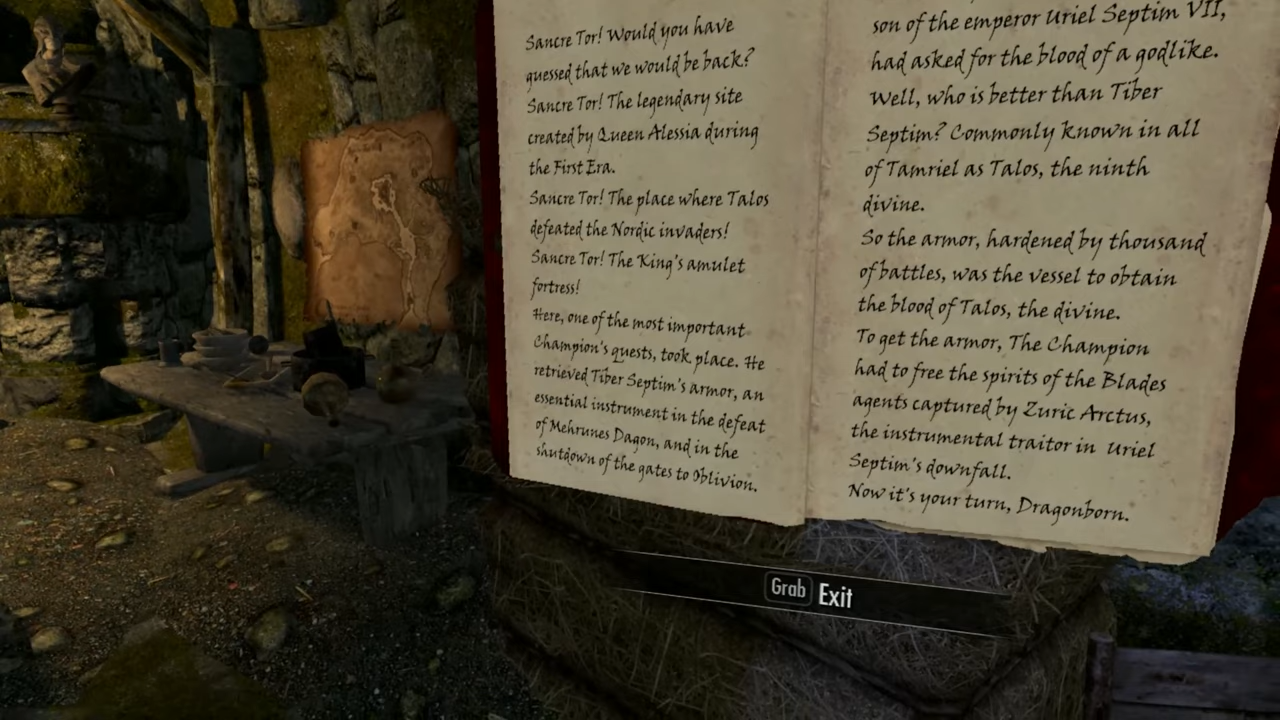 Sancre Tor! Would you have
guessed that we would be back?
Sancre Tor! The legendary site
created by Queen Alessia during
the First Era.
Sancre Tor! The place where Talos
defeated the Nordic invaders!
Sancre Tor! The King's amulet
fortress!
Here, one of the most important
Champion's quests, took place. He
retrieved Tiber Septim's armor, an
essential instrument in the defeat
of Mehrunes Dagon, and in the
shutdown of the gates to Oblivion.
son of the emperor Uriel Septim VII,
had asked for the blood of a godlike.
Well, who is better than Tiber
Septim? Commonly known in all
of Tamriel as Talos, the ninth
divine.
So the armor, hardened by thousand
of battles, was the vessel to obtain
the blood of Talos, the divine.
To get the armor, The Champion
had to free the spirits of the Blades
agents captured by Zuric Arctus,
the instrumental traitor in Uriel
Septim's downfall.
Now it's your turn, Dragonborn.
Grab Exit